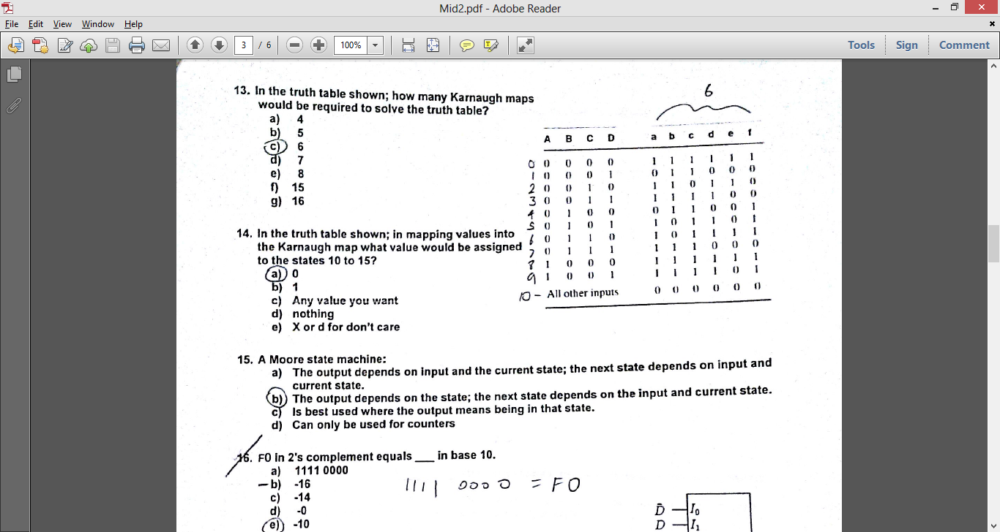 Mid2.pdf - Adobe Reader
File Edit View Window Help
3 / 6 100% Tools Sign Comment
13. In the truth table shown; how many Karnaugh maps
would be required to solve the truth table?
a) 4
b) 5
c) 6
d) 7
e) 8
f) 15
g) 16
14. In the truth table shown; in mapping values into
the Karnaugh map what value would be assigned
to the states 10 to 15?
a) 0
b) 1
c) Any value you want
d) nothing
e) X or d for don't care
6
A B C D a b c d e f
0 0 0 0 0 1 1 1 1 1 1
1 0 0 0 1 0 1 1 0 0 0
2 0 0 1 0 1 1 0 1 1 0
3 0 0 1 1 1 1 1 1 0 0
4 0 1 0 0 0 1 1 0 0 1
5 0 1 0 1 1 0 1 1 0 1
6 0 1 1 0 1 0 1 1 1 1
7 0 1 1 1 1 1 1 0 0 0
8 1 0 0 0 1 1 1 1 1 1
9 1 0 0 1 1 1 1 1 0 1
10 - All other inputs 0 0 0 0 0 0
15. A Moore state machine:
a) The output depends on input and the current state; the next state depends on input and
current state.
b) The output depends on the state; the next state depends on the input and current state.
c) Is best used where the output means being in that state.
d) Can only be used for counters
16. F0 in 2's complement equals ___ in base 10.
a) 1111 0000
b) -16
c) -14
d) -0
e) -10
1111 0000 = F0
D̄ I₀
D I₁